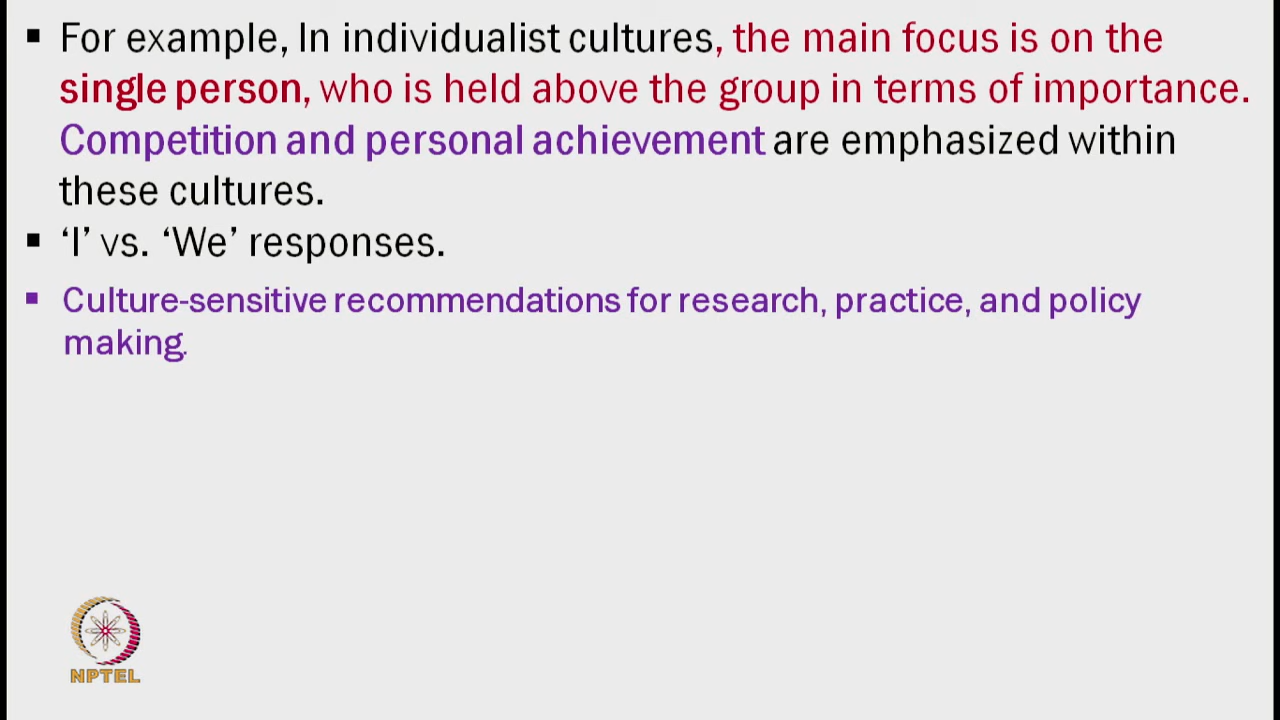 ▪ For example, In individualist cultures, the main focus is on the
single person, who is held above the group in terms of importance.
Competition and personal achievement are emphasized within
these cultures.
▪ ‘I’ vs. ‘We’ responses.
▪ Culture-sensitive recommendations for research, practice, and policy
making.
NPTEL